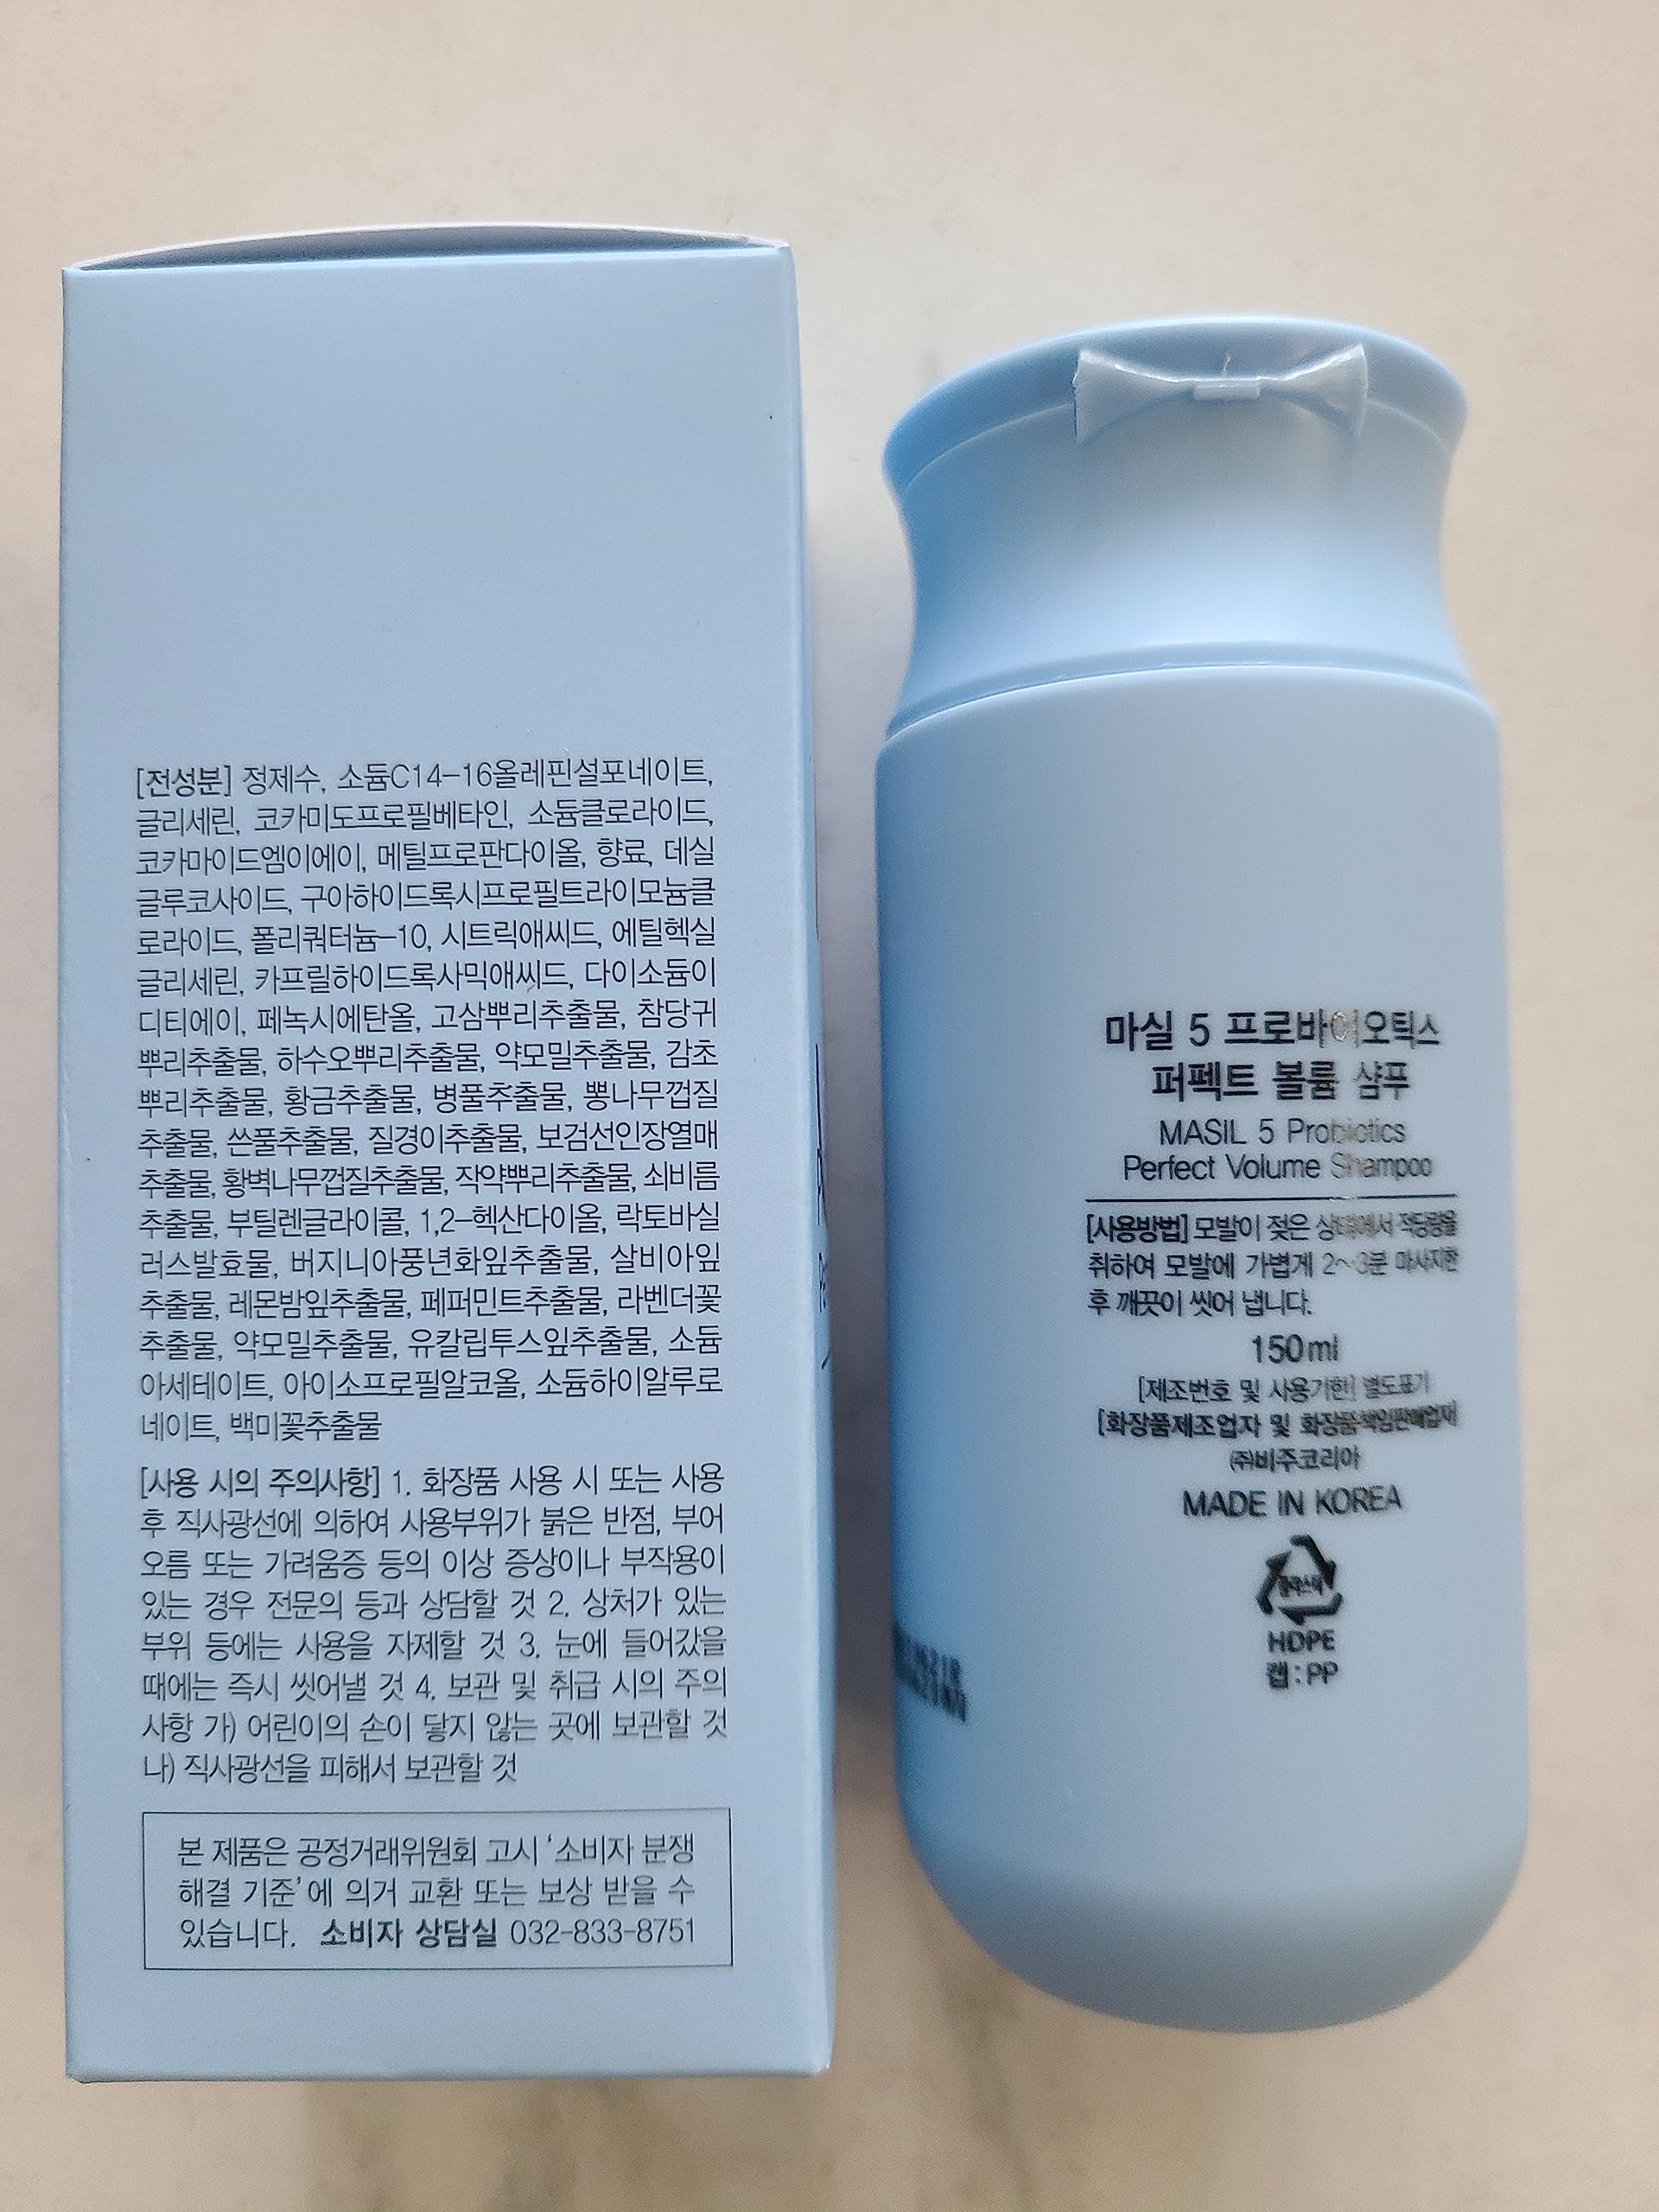 [전성분] 정제수, 소듐C14-16올레핀설포네이트,
글리세린, 코카미도프로필베타인, 소듐클로라이드,
코카마이드엠이에이, 메틸프로판다이올, 향료, 데실
글루코사이드, 구아하이드록시프로필트라이모늄클
로라이드, 폴리쿼터늄-10, 시트릭애씨드, 에틸헥실
글리세린, 카프릴하이드록사믹애씨드, 다이소듐이
디티에이, 페녹시에탄올, 고삼뿌리추출물, 참당귀
뿌리추출물, 하수오뿌리추출물, 약모밀추출물, 감초
뿌리추출물, 황금추출물, 병풀추출물, 뽕나무껍질
추출물, 쓴풀추출물, 질경이추출물, 보검선인장열매
추출물, 황벽나무껍질추출물, 작약뿌리추출물, 쇠비름
추출물, 부틸렌글라이콜, 1,2-헥산다이올, 락토바실
러스발효물, 버지니아풍년화잎추출물, 살비아잎
추출물, 레몬밤잎추출물, 페퍼민트추출물, 라벤더꽃
추출물, 약모밀추출물, 유칼립투스잎추출물, 소듐
아세테이트, 아이소프로필알코올, 소듐하이알루로
네이트, 백미꽃추출물
[사용 시의 주의사항] 1. 화장품 사용 시 또는 사용
후 직사광선에 의하여 사용부위가 붉은 반점, 부어
오름 또는 가려움증 등의 이상 증상이나 부작용이
있는 경우 전문의 등과 상담할 것 2. 상처가 있는
부위 등에는 사용을 자제할 것 3. 눈에 들어갔을
때에는 즉시 씻어낼 것 4. 보관 및 취급 시의 주의
사항 가) 어린이의 손이 닿지 않는 곳에 보관할 것
나) 직사광선을 피해서 보관할 것
본 제품은 공정거래위원회 고시 '소비자 분쟁
해결 기준'에 의거 교환 또는 보상 받을 수
있습니다. 소비자 상담실 032-833-8751
마실 5 프로바이오틱스
퍼펙트 볼륨 샴푸
MASIL 5 Probiotics
Perfect Volume Shampoo
[사용방법] 모발이 젖은 상태에서 적당량을
취하여 모발에 가볍게 2~3분 마사지한
후 깨끗이 씻어 냅니다.
150ml
[제조번호 및 사용기한] 별도표기
[화장품제조업자 및 화장품책임판매업자]
㈜비주코리아
MADE IN KOREA
플라스틱
HDPE
캡:PP